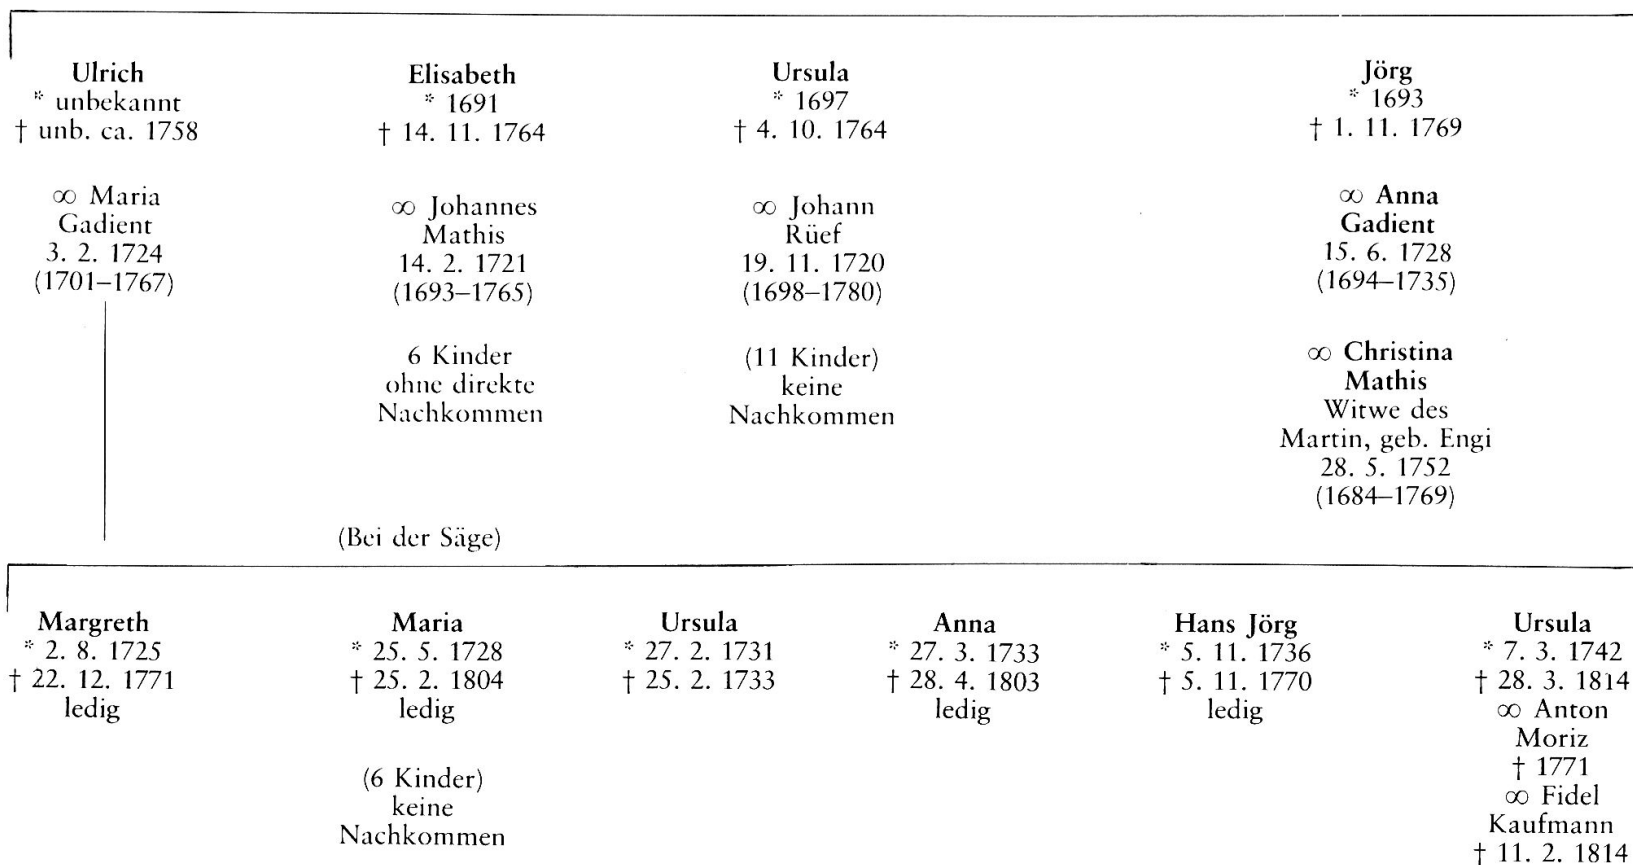 Ulrich
* unbekannt
† unb. ca. 1758
∞ Maria
Gadient
3. 2. 1724
(1701–1767)
Elisabeth
* 1691
† 14. 11. 1764
∞ Johannes
Mathis
14. 2. 1721
(1693–1765)
6 Kinder
ohne direkte
Nachkommen
Ursula
* 1697
† 4. 10. 1764
∞ Johann
Rüef
19. 11. 1720
(1698–1780)
(11 Kinder)
keine
Nachkommen
Jörg
* 1693
† 1. 11. 1769
∞ Anna
Gadient
15. 6. 1728
(1694–1735)
∞ Christina
Mathis
Witwe des
Martin, geb. Engi
28. 5. 1752
(1684–1769)
(Bei der Säge)
Margreth
* 2. 8. 1725
† 22. 12. 1771
ledig
Maria
* 25. 5. 1728
† 25. 2. 1804
ledig
(6 Kinder)
keine
Nachkommen
Ursula
* 27. 2. 1731
† 25. 2. 1733
Anna
* 27. 3. 1733
† 28. 4. 1803
ledig
Hans Jörg
* 5. 11. 1736
† 5. 11. 1770
ledig
Ursula
* 7. 3. 1742
† 28. 3. 1814
∞ Anton
Moriz
† 1771
∞ Fidel
Kaufmann
† 11. 2. 1814